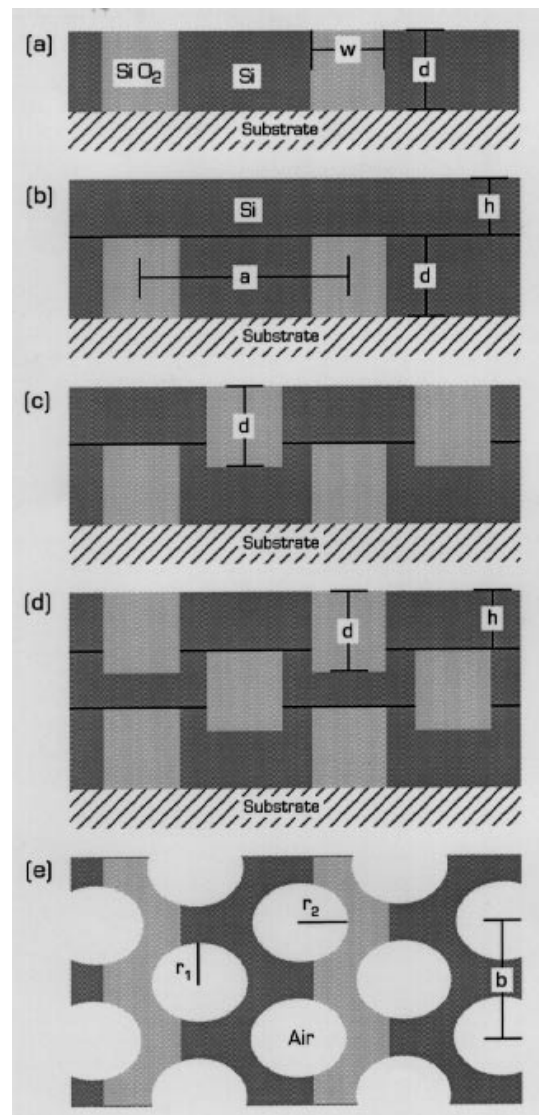 (a)
SiO₂
Si
w
d
Substrate
(b)
Si
h
a
d
Substrate
(c)
d
Substrate
(d)
d
h
Substrate
(e)
r₂
r₁
b
Air